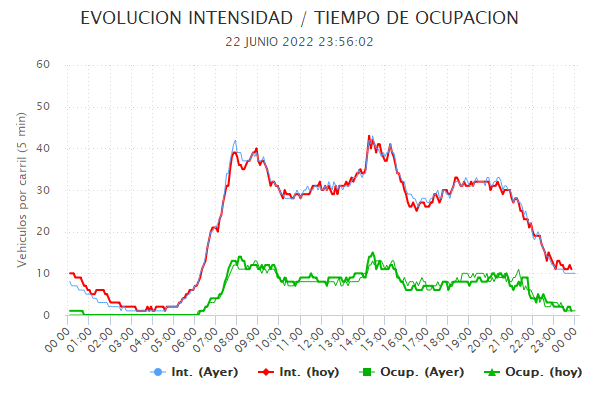 EVOLUCION INTENSIDAD / TIEMPO DE OCUPACION
22 JUNIO 2022 23:56:02
Vehiculos por carril (5 min)
60
50
40
30
20
10
0
00:00 01:00 02:00 03:00 04:00 05:00 06:00 07:00 08:00 09:00 10:00 11:00 12:00 13:00 14:00 15:00 16:00 17:00 18:00 19:00 20:00 21:00 22:00 23:00 00:00
Int. (Ayer) Int. (hoy) Ocup. (Ayer) Ocup. (hoy)